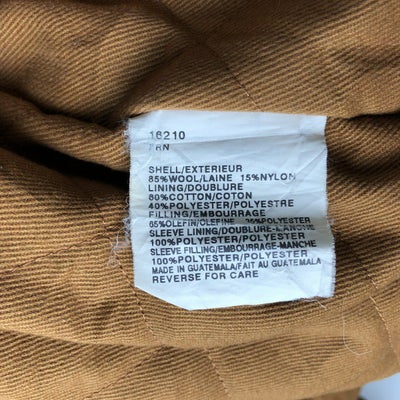 16210
SHELL/EXTERIEUR
85%WOOL/LAINE 15%NYLON
LINING/DOUBLURE
60%COTTON/COTON
40%POLYESTER/POLYESTRE
FILLING/EMBOURRAGE
65%OLEFIN/OLEFINE 35%POLYESTER
SLEEVE LINING/DOUBLURE-MANCHE
100%POLYESTER/POLYESTER
SLEEVE FILLING/EMBOURRAGE-MANCHE
100%POLYESTER/POLYESTER
MADE IN GUATEMALA/FAIT AU GUATEMALA
REVERSE FOR CARE